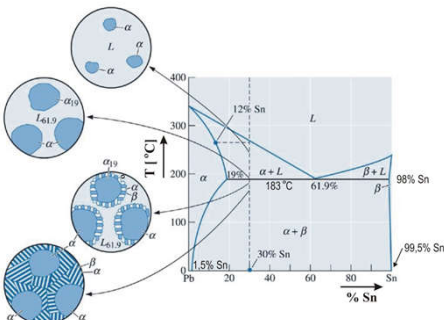 α
L
α
α
α19
L61.9
α
α19
α
β
L61.9
α
α
β
α
α
T [°C]
400
300
200
100
0
12% Sn
L
19%
α + L
β + L
183 °C
61.9%
α
β
98% Sn
α + β
99,5% Sn
1,5% Sn
30% Sn
Pb
20
40
60
80
Sn
% Sn